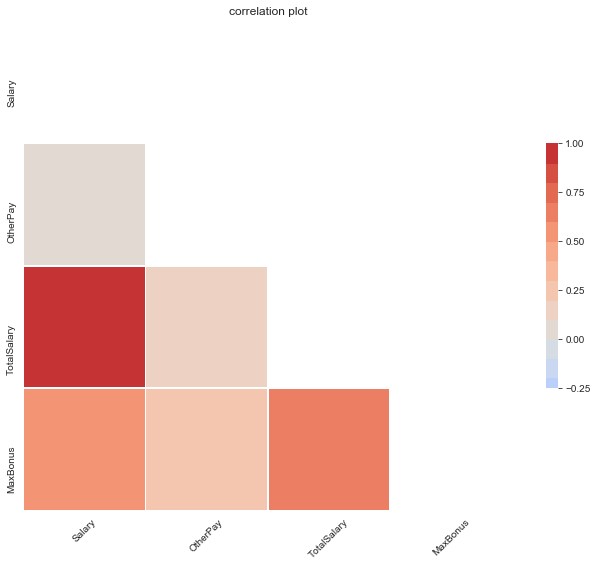 correlation plot
Salary
OtherPay
TotalSalary
MaxBonus
1.00
0.75
0.50
0.25
0.00
−0.25
Salary
OtherPay
TotalSalary
MaxBonus